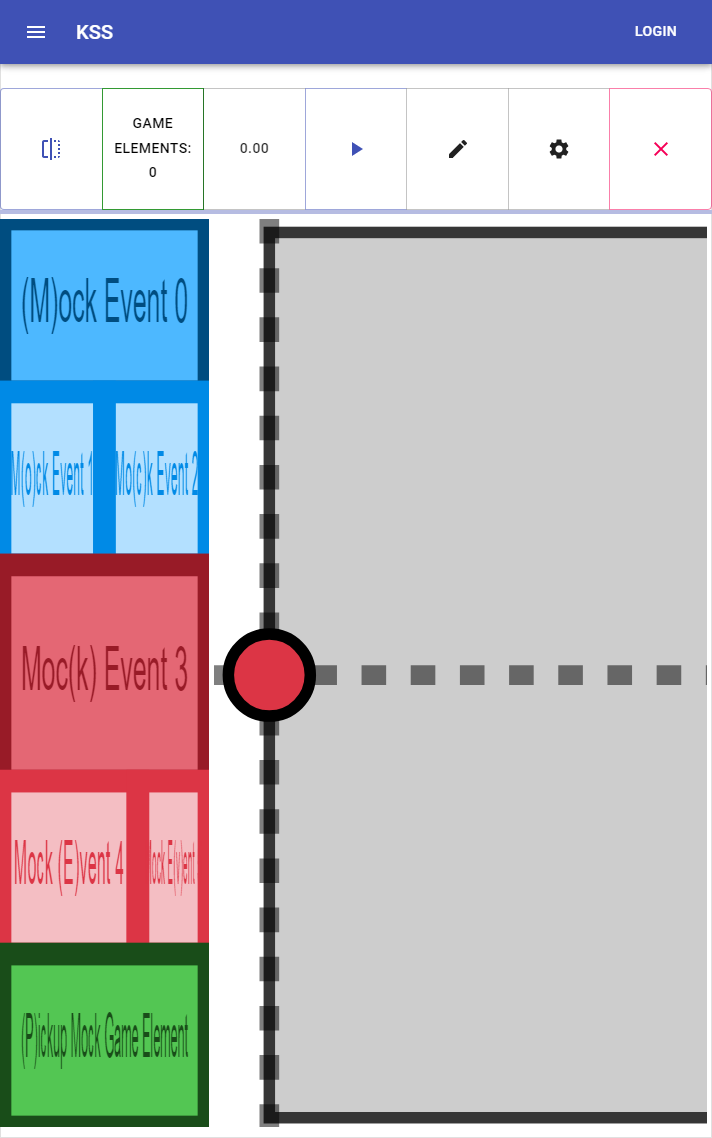 KSS
LOGIN
GAME
ELEMENTS:
0
0.00
(M)ock Event 0
M(o)ck Event 1
Mo(c)k Event 2
Moc(k) Event 3
Mock (E)vent 4
Mock E(v)ent
(P)ickup Mock Game Element